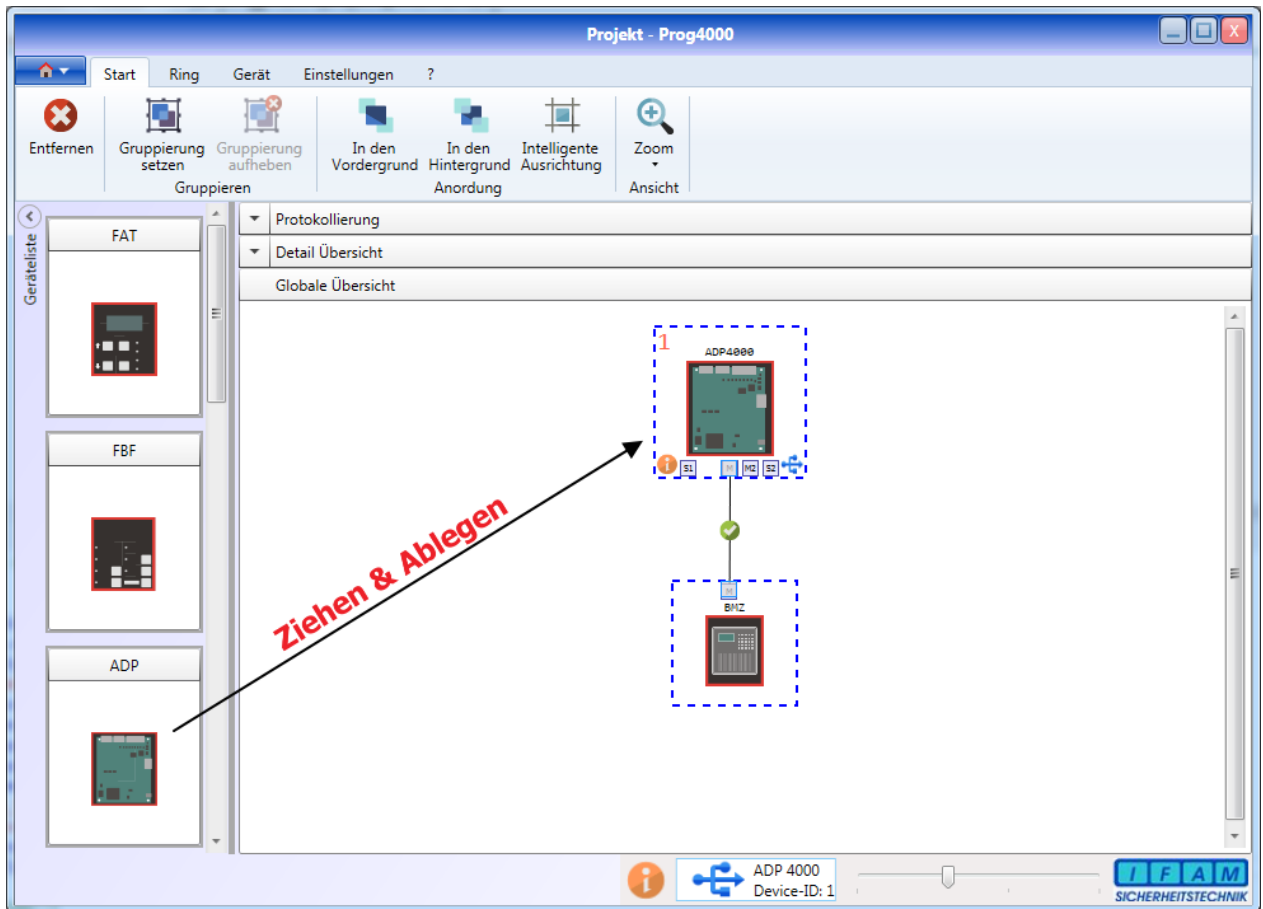 Projekt - Prog4000
X
Start Ring Gerät Einstellungen ?
Entfernen
Gruppierung setzen
Gruppierung aufheben
Gruppieren
In den Vordergrund
In den Hintergrund
Intelligente Ausrichtung
Anordung
Zoom
Ansicht
Geräteliste
FAT
FBF
ADP
Protokollierung
Detail Übersicht
Globale Übersicht
1
ADP4000
i
S1 M M2 S2
Ziehen & Ablegen
M
BMZ
i
ADP 4000
Device-ID: 1
IFAM
SICHERHEITSTECHNIK